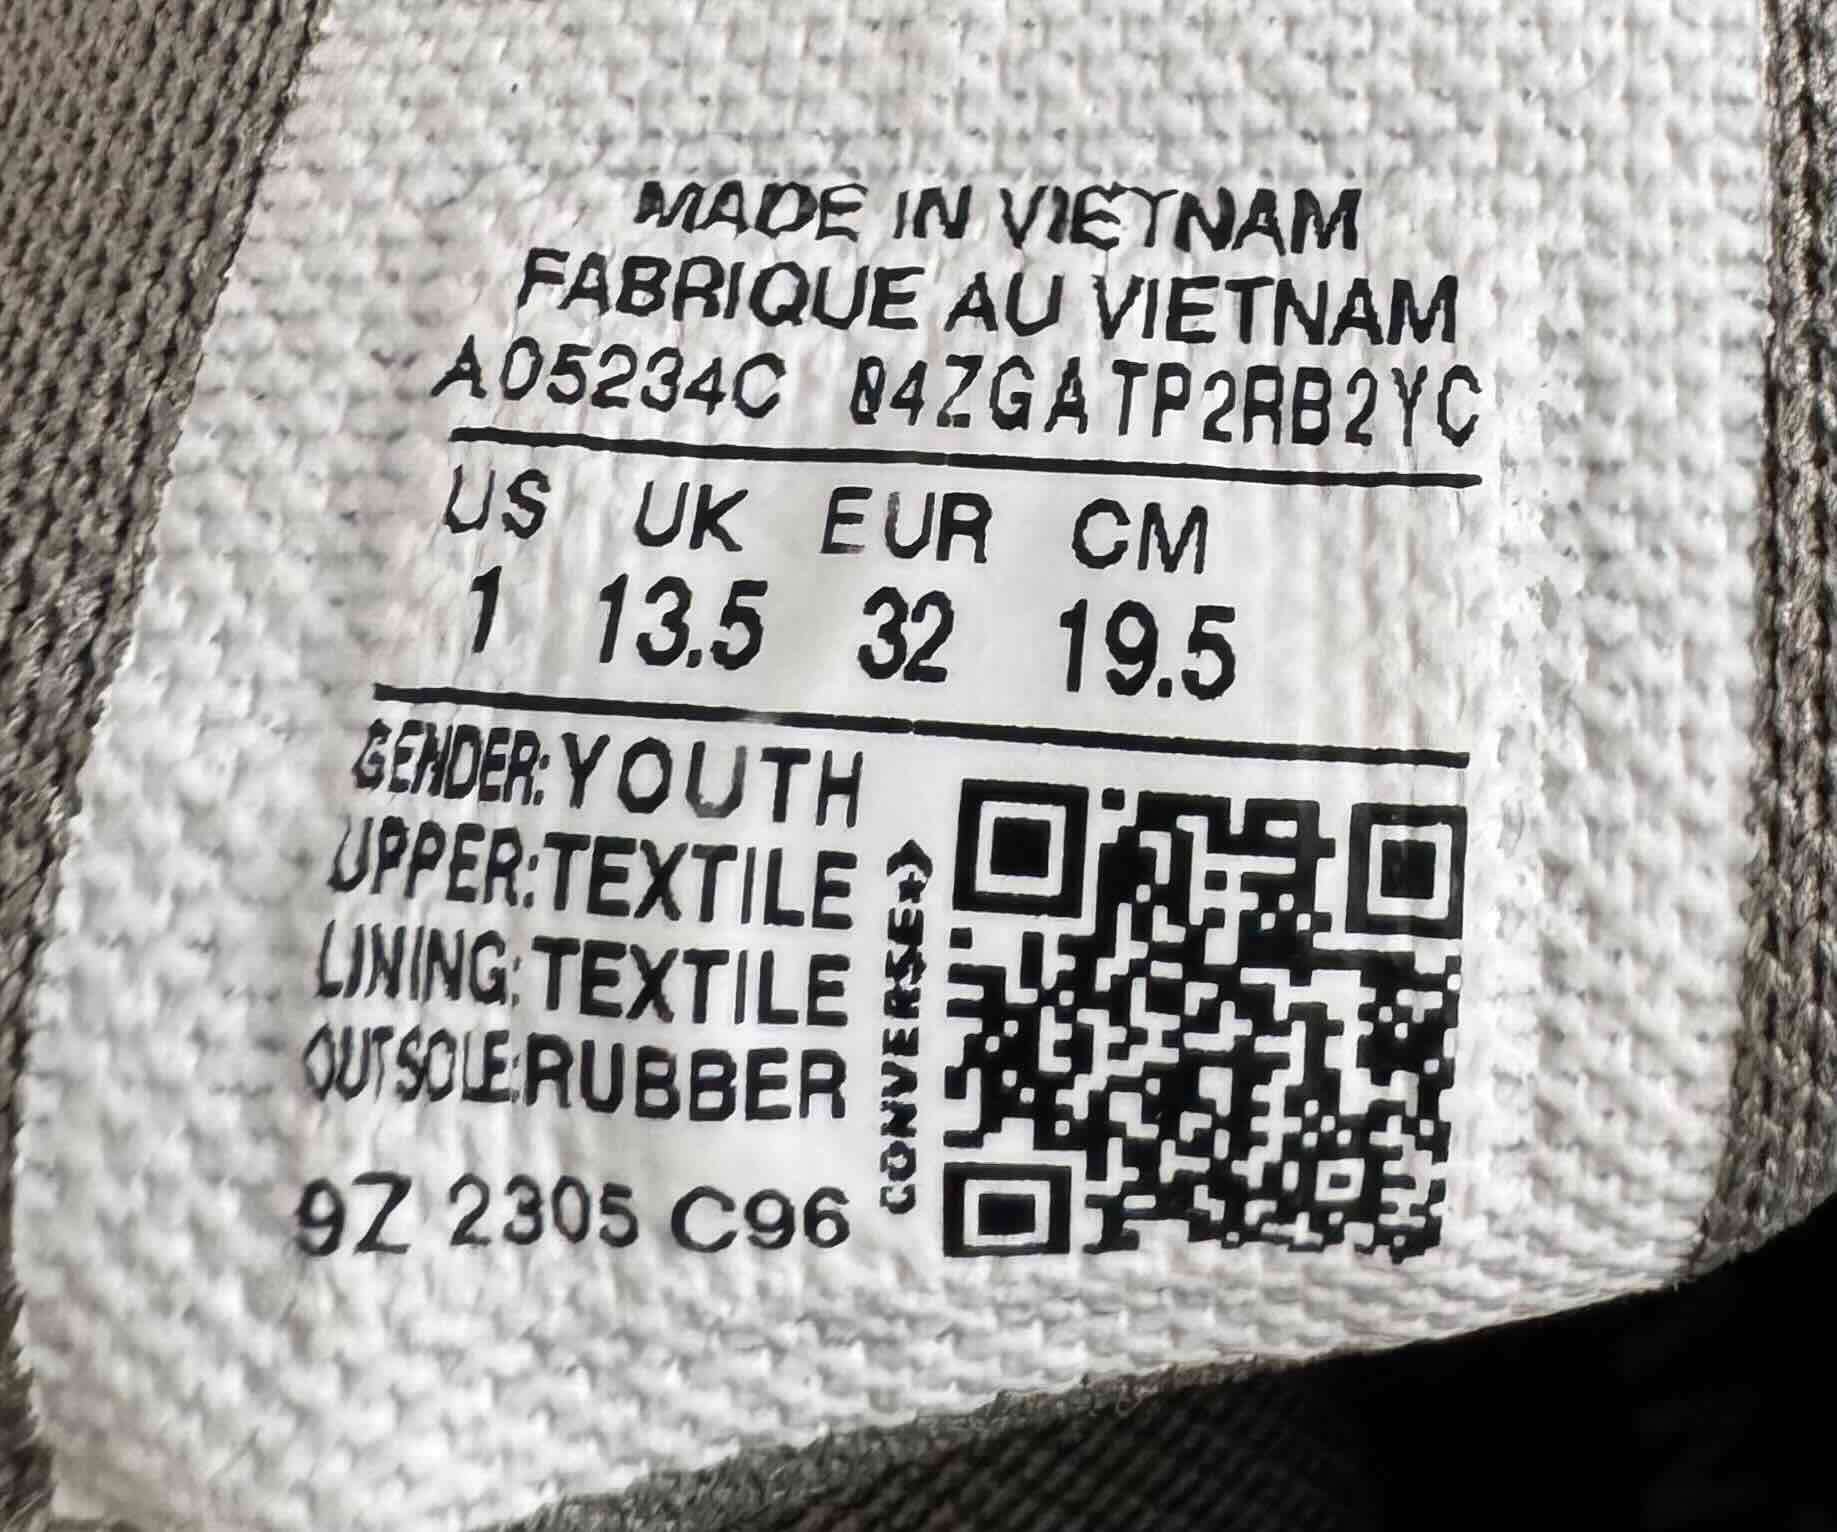 MADE IN VIETNAM
FABRIQUE AU VIETNAM
A05234C 04ZGATP2RB2YC
US UK EUR CM
1 13.5 32 19.5
GENDER:YOUTH
UPPER:TEXTILE
LINING:TEXTILE
OUTSOLE:RUBBER
9Z 2305 C96
CONVERSE